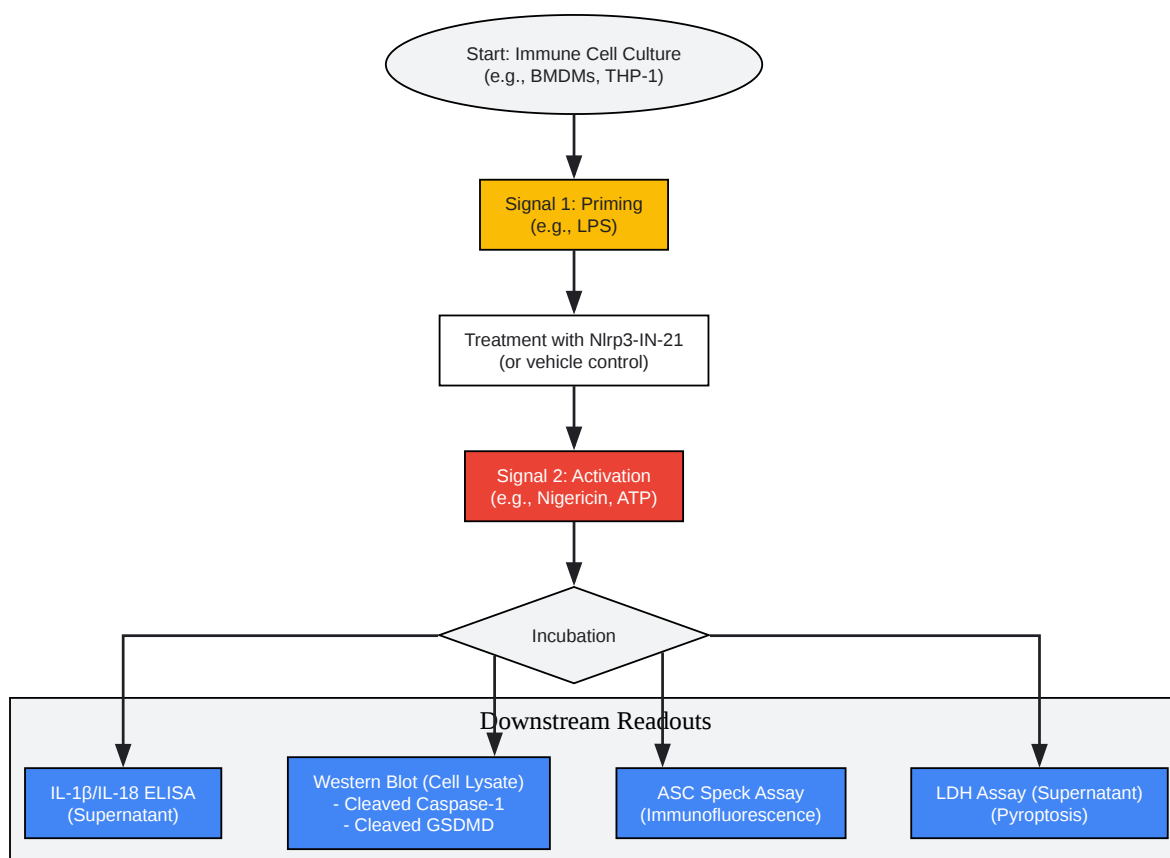 Start: Immune Cell Culture
(e.g., BMDMs, THP-1)
Signal 1: Priming
(e.g., LPS)
Treatment with Nlrp3-IN-21
(or vehicle control)
Signal 2: Activation
(e.g., Nigericin, ATP)
Incubation
Downstream Readouts
IL-1β/IL-18 ELISA
(Supernatant)
Western Blot (Cell Lysate)
- Cleaved Caspase-1
- Cleaved GSDMD
ASC Speck Assay
(Immunofluorescence)
LDH Assay (Supernatant)
(Pyroptosis)